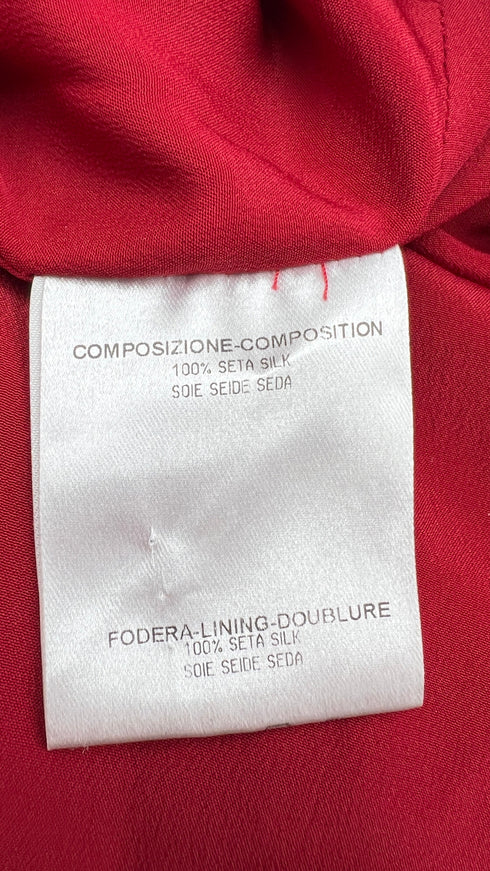 COMPOSIZIONE-COMPOSITION
100% SETA SILK
SOIE SEIDE SEDA
FODERA-LINING-DOUBLURE
100% SETA SILK
SOIE SEIDE SEDA